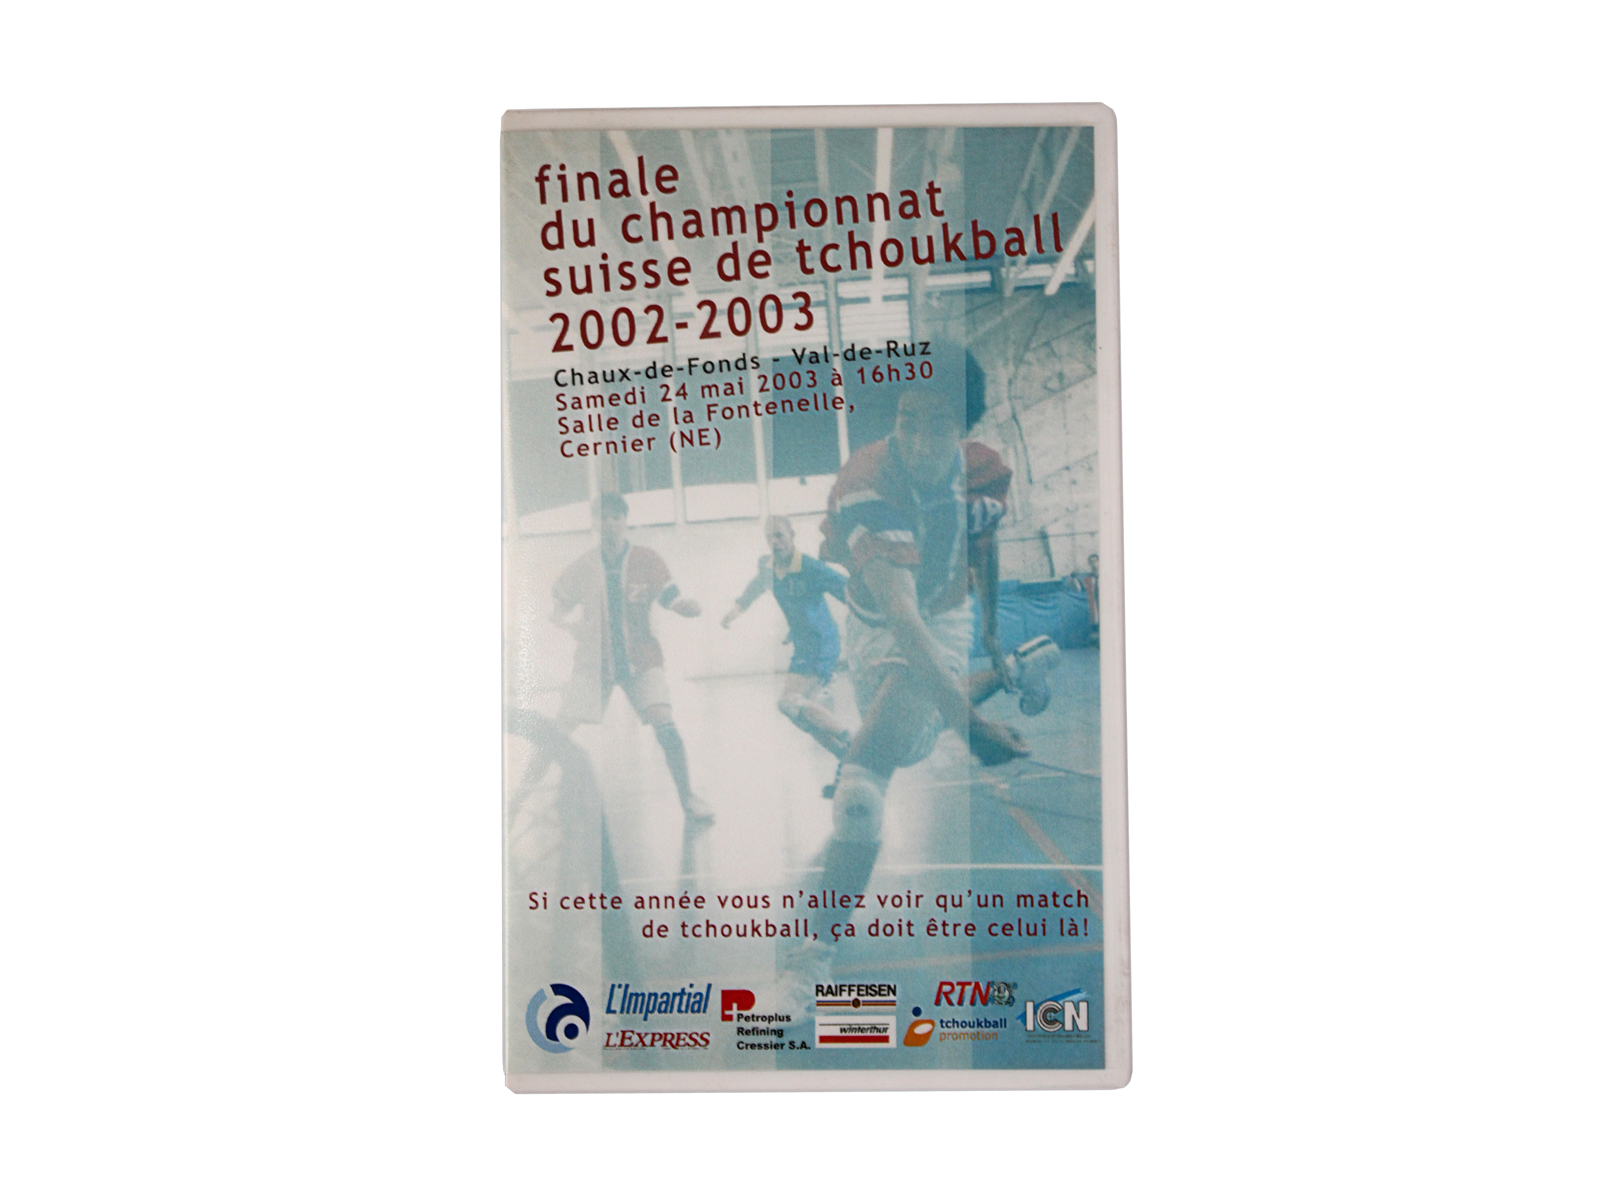 finale
du championnat
suisse de tchoukball
2002-2003
Chaux-de-Fonds - Val-de-Ruz
Samedi 24 mai 2003 à 16h30
Salle de la Fontenelle,
Cernier (NE)
Si cette année vous n'allez voir qu'un match
de tchoukball, ça doit être celui là!
L'Impartial
L'EXPRESS
Petroplus
Refining
Cressier S.A.
RAIFFEISEN
winterthur
RTN
tchoukball
promotion
ICN